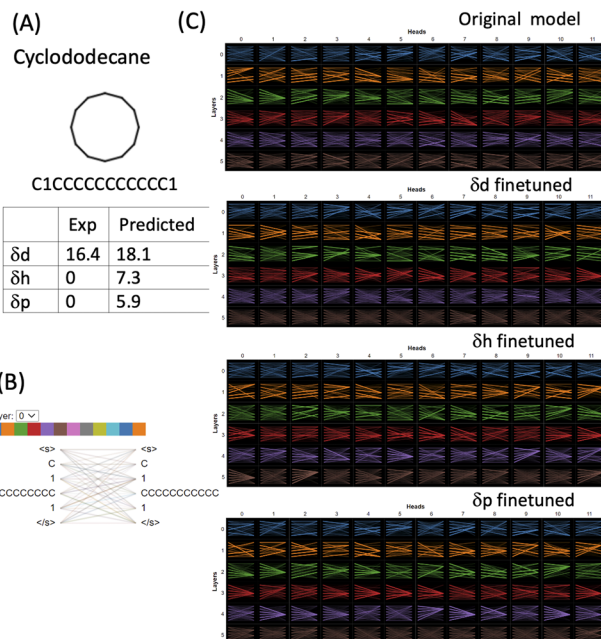 (A)
Cyclododecane
C1CCCCCCCCCCC1
Exp Predicted
δd 16.4 18.1
δh 0 7.3
δp 0 5.9
(B)
yer: 0
<s> <s>
C C
1 1
CCCCCCCC CCCCCCCCCCC
1 1
</s> </s>
(C)
Original model
Heads
0 1 2 3 4 5 6 7 8 9 10 11
Layers
0
1
2
3
4
5
δd finetuned
Heads
0 1 2 3 4 5 6 7 8 9 10 11
Layers
0
1
2
3
4
5
δh finetuned
Heads
0 1 2 3 4 5 6 7 8 9 10 11
Layers
0
1
2
3
4
5
δp finetuned
Heads
0 1 2 3 4 5 6 7 8 9 10 11
Layers
0
1
2
3
4
5